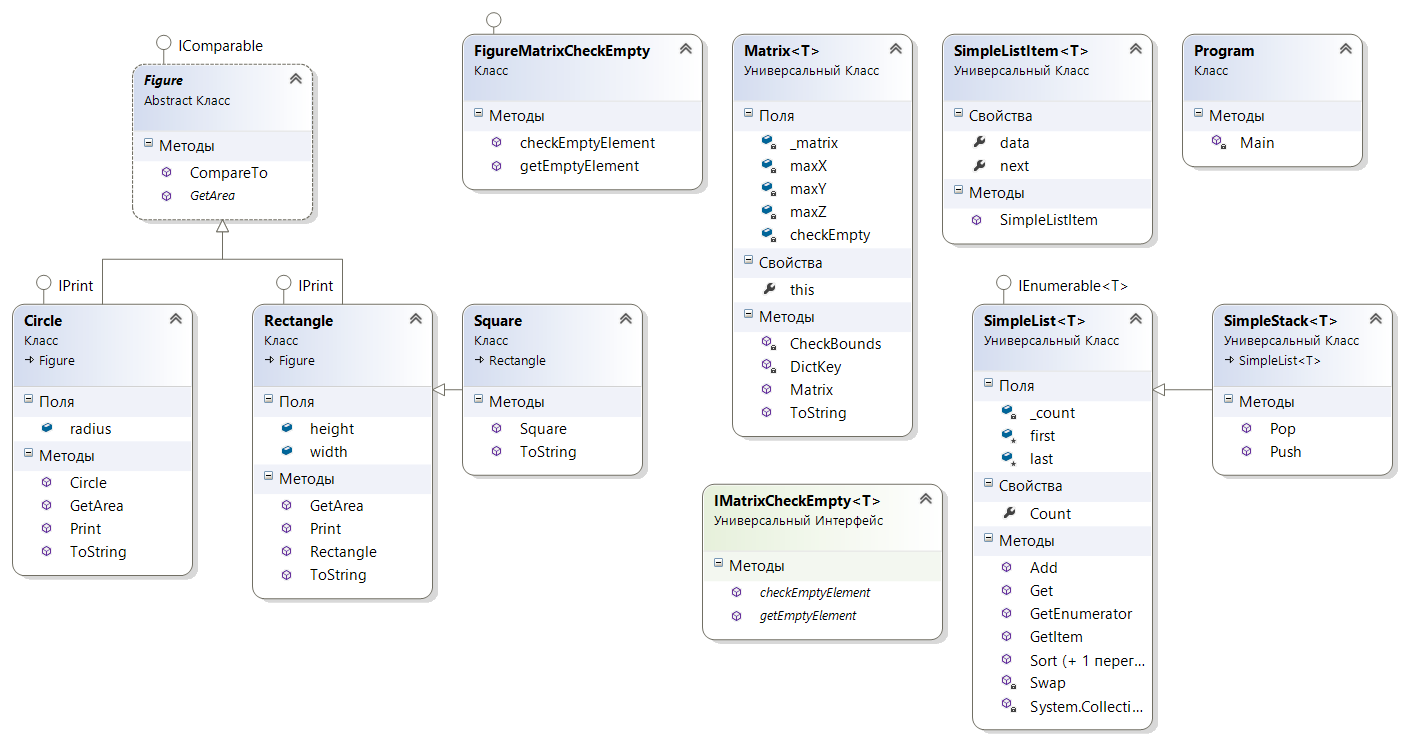 IComparable
Figure
Abstract Класс
Методы
CompareTo
GetArea
FigureMatrixCheckEmpty
Класс
Методы
checkEmptyElement
getEmptyElement
Matrix<T>
Универсальный Класс
Поля
_matrix
maxX
maxY
maxZ
checkEmpty
Свойства
this
Методы
CheckBounds
DictKey
Matrix
ToString
SimpleListItem<T>
Универсальный Класс
Свойства
data
next
Методы
SimpleListItem
Program
Класс
Методы
Main
IPrint
Circle
Класс
Figure
Поля
radius
Методы
Circle
GetArea
Print
ToString
IPrint
Rectangle
Класс
Figure
Поля
height
width
Методы
GetArea
Print
Rectangle
ToString
Square
Класс
Rectangle
Методы
Square
ToString
IMatrixCheckEmpty<T>
Универсальный Интерфейс
Методы
checkEmptyElement
getEmptyElement
IEnumerable<T>
SimpleList<T>
Универсальный Класс
Поля
_count
first
last
Свойства
Count
Методы
Add
Get
GetEnumerator
GetItem
Sort (+ 1 перег...
Swap
System.Collecti...
SimpleStack<T>
Универсальный Класс
SimpleList<T>
Методы
Pop
Push